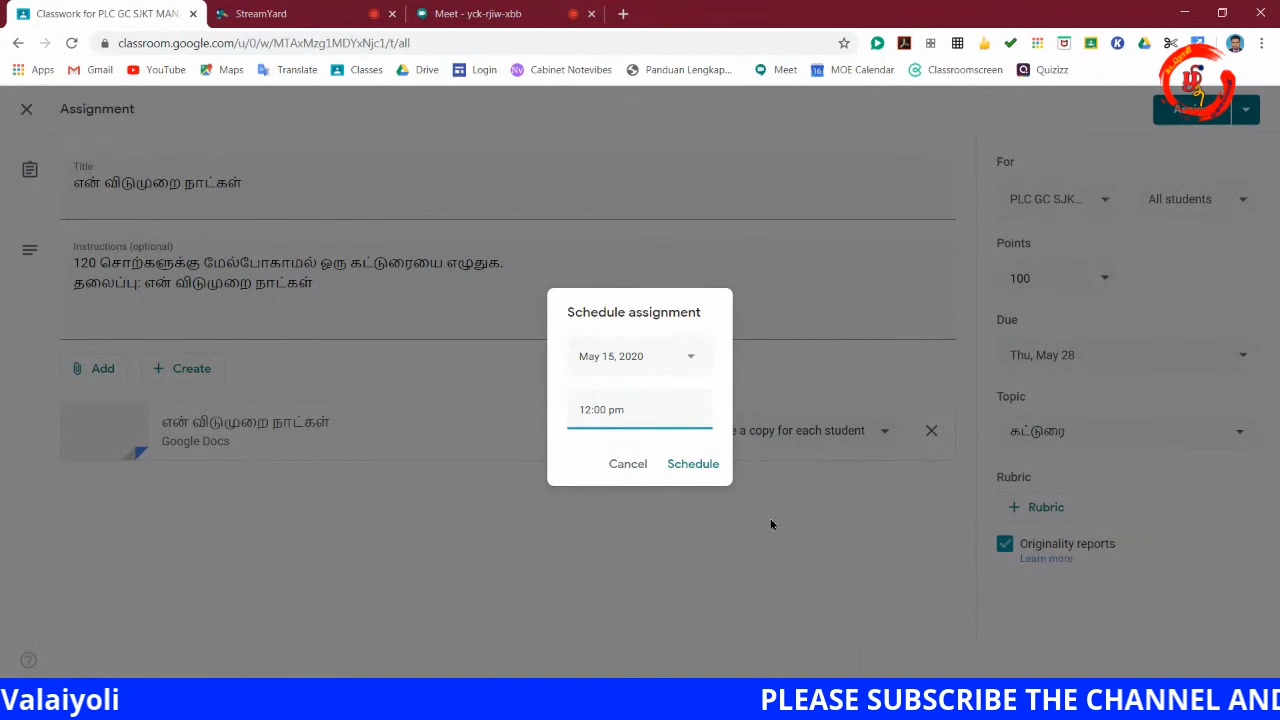 Classwork for PLC GC SJKT MAN
StreamYard
Meet - yck-rjiw-xbb
classroom.google.com/u/0/w/MTAxMzg1MDYxNjc1/t/all
Apps Gmail YouTube Maps Translate Classes Drive Login Cabinet Notevibes Panduan Lengkap... Meet MOE Calendar Classroomscreen Quizizz
Assignment
Title
என் விடுமுறை நாட்கள்
Instructions (optional)
120 சொற்களுக்கு மேல்போகாமல் ஒரு கட்டுரையை எழுதுக.
தலைப்பு: என் விடுமுறை நாட்கள்
Add
Create
என் விடுமுறை நாட்கள்
Google Docs
e a copy for each student
Schedule assignment
May 15, 2020
12:00 pm
Cancel Schedule
For
PLC GC SJK... All students
Points
100
Due
Thu, May 28
Topic
கட்டுரை
Rubric
Rubric
Originality reports
Learn more
Valaiyoli PLEASE SUBSCRIBE THE CHANNEL AND